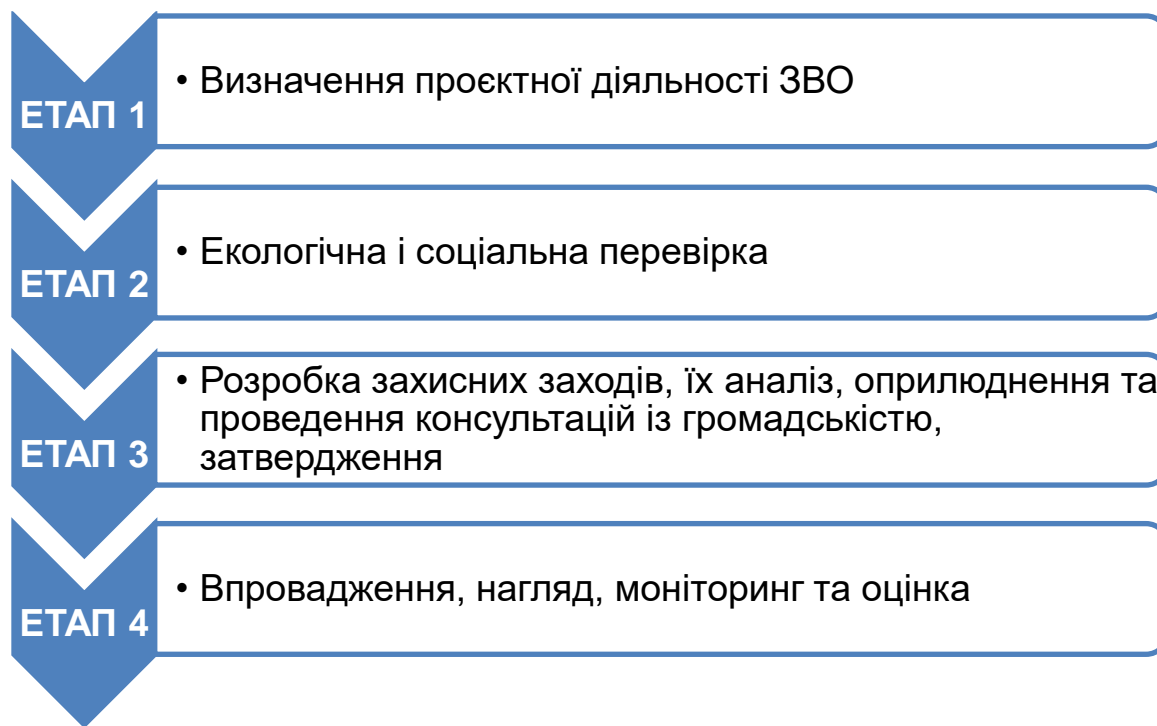 ЕТАП 1
• Визначення проєктної діяльності ЗВО
ЕТАП 2
• Екологічна і соціальна перевірка
ЕТАП 3
• Розробка захисних заходів, їх аналіз, оприлюднення та
проведення консультацій із громадськістю,
затвердження
ЕТАП 4
• Впровадження, нагляд, моніторинг та оцінка